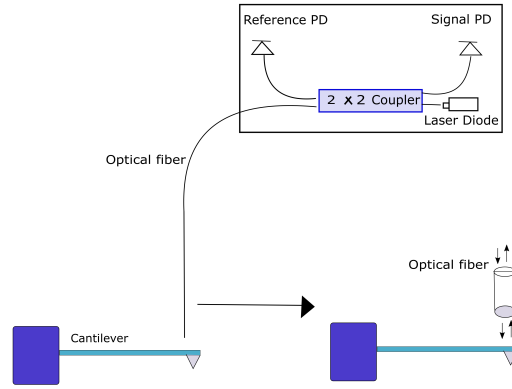 Reference PD
Signal PD
2 x 2 Coupler
Laser Diode
Optical fiber
Optical fiber
Cantilever